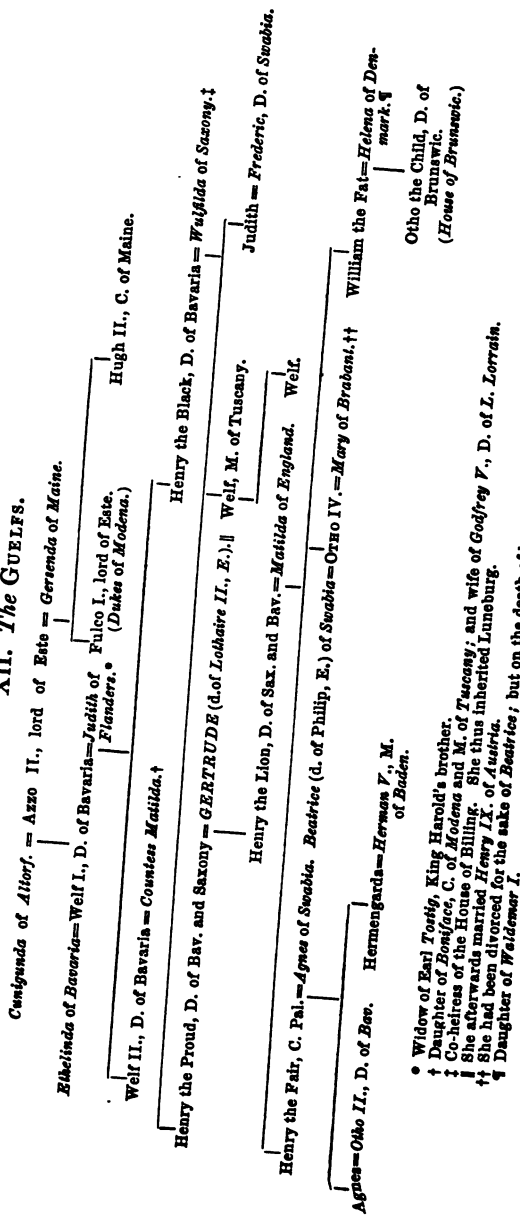 XII. The GUELFS.
Cunigunda of Altorf. = Azzo II., lord of Este = Gersenda of Maine.
Ethelinda of Bavaria=Welf I., D. of Bavaria=Judith of Flanders.* Fulco I., lord of Este. (Dukes of Modena.) Hugh II., C. of Maine.
Welf II., D. of Bavaria=Countess Matilda.† Henry the Black, D. of Bavaria=Wulfilda of Saxony.‡
Henry the Proud, D. of Bav. and Saxony=GERTRUDE (d.of Lothaire II., E.).‖ Welf, M. of Tuscany. Judith = Frederic, D. of Swabia.
Henry the Lion, D. of Sax. and Bav.=Matilda of England. Welf.
Henry the Fair, C. Pal.=Agnes of Swabia. Beatrice (d. of Philip, E.) of Swabia=OTHO IV.=Mary of Brabant.†† William the Fat=Helena of Den-
mark.¶
Agnes=Otho II., D. of Bav. Hermengarda=Herman V., M.
of Baden.
Otho the Child, D. of
Brunswic.
(House of Brunswic.)
* Widow of Earl Tostig, King Harold's brother.
† Daughter of Boniface, C. of Modena and M. of Tuscany; and wife of Godfrey V., D. of L. Lorrain.
‡ Co-heiress of the House of Billing. She thus inherited Luneburg.
‖ She afterwards married Henry IX. of Austria.
†† She had been divorced for the sake of Beatrice; but on the death of
¶ Daughter of Waldemar I.